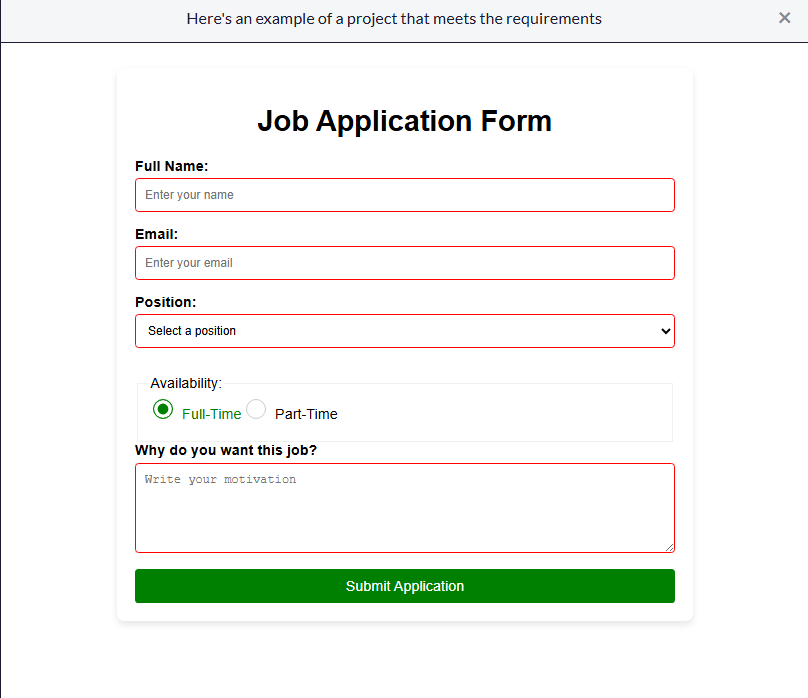 Here's an example of a project that meets the requirements
×
Job Application Form
Full Name:
Enter your name
Email:
Enter your email
Position:
Select a position
Availability:
Full-Time Part-Time
Why do you want this job?
Write your motivation
Submit Application